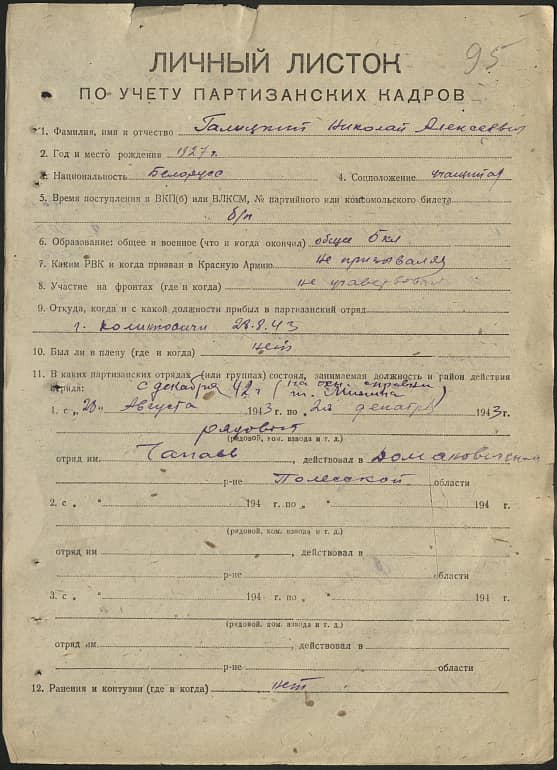 95
ЛИЧНЫЙ ЛИСТОК
ПО УЧЕТУ ПАРТИЗАНСКИХ КАДРОВ
1. Фамилия, имя и отчество Галицкий Николай Алексеевич
2. Год и место рождения 1927 г.
3. Национальность Белорусс 4. Соцположение учащийся
5. Время поступления в ВКП(б) или ВЛКСМ, № партийного или комсомольского билета
б/п
6. Образование: общее и военное (что и когда окончил) общее 6 кл
7. Каким РВК и когда призван в Красную Армию не призывался
8. Участие на фронтах (где и когда) не участвовал
9. Откуда, когда и с какой должности прибыл в партизанский отряд
г. Колинковичи 28.8.43
10. Был ли в плену (где и когда) нет
11. В каких партизанских отрядах (или группах) состоял, занимаемая должность и район действия
отряда: с декабря 42 г (на осн. справки
т.
1. с „28" Августа 1943 г. по „ декабря 1943 г.
рядовой
(рядовой, ком. взвода и т. д.)
отряд им. Чапаев, действовал в Домановичском
р-не Полесской области
2. с „ " 194 г. по „ " 194 г.
(рядовой, ком. взвода и т. д.)
отряд им , действовал в
р-не области
3. с „ " 194 г. по „ " 194 г.
(рядовой, ком. взвода и т. д.)
отряд им , действовал в
р-не области
12. Ранения и контузии (где и когда) нет